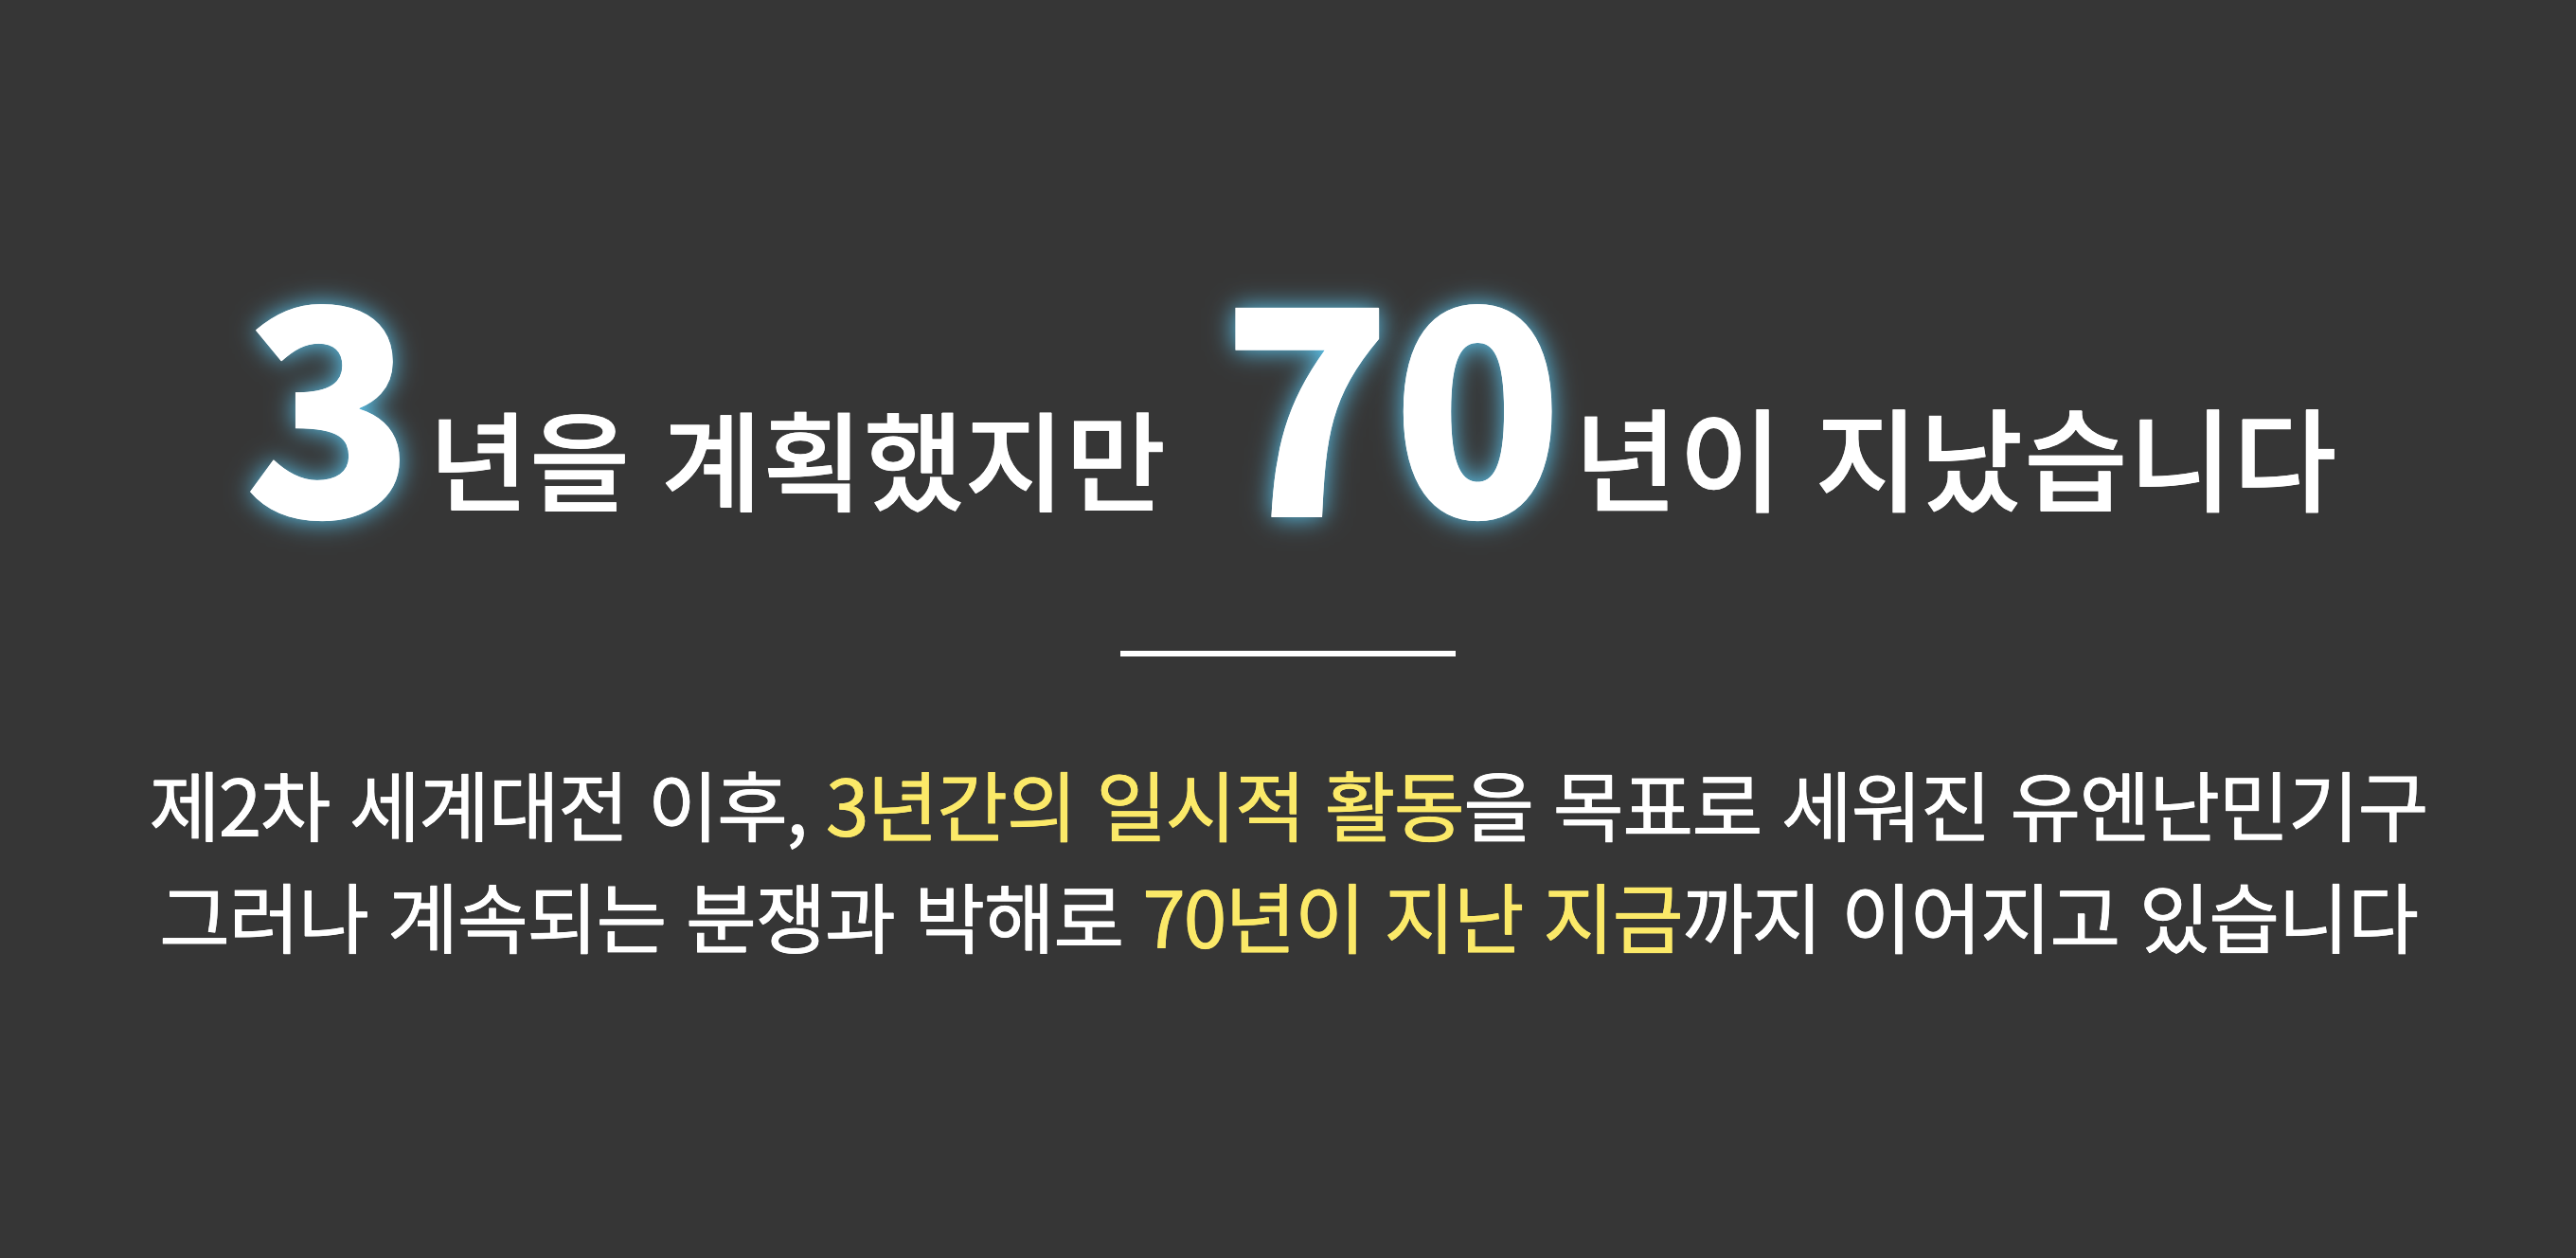 3년을 계획했지만 70년이 지났습니다
제2차 세계대전 이후, 3년간의 일시적 활동을 목표로 세워진 유엔난민기구
그러나 계속되는 분쟁과 박해로 70년이 지난 지금까지 이어지고 있습니다